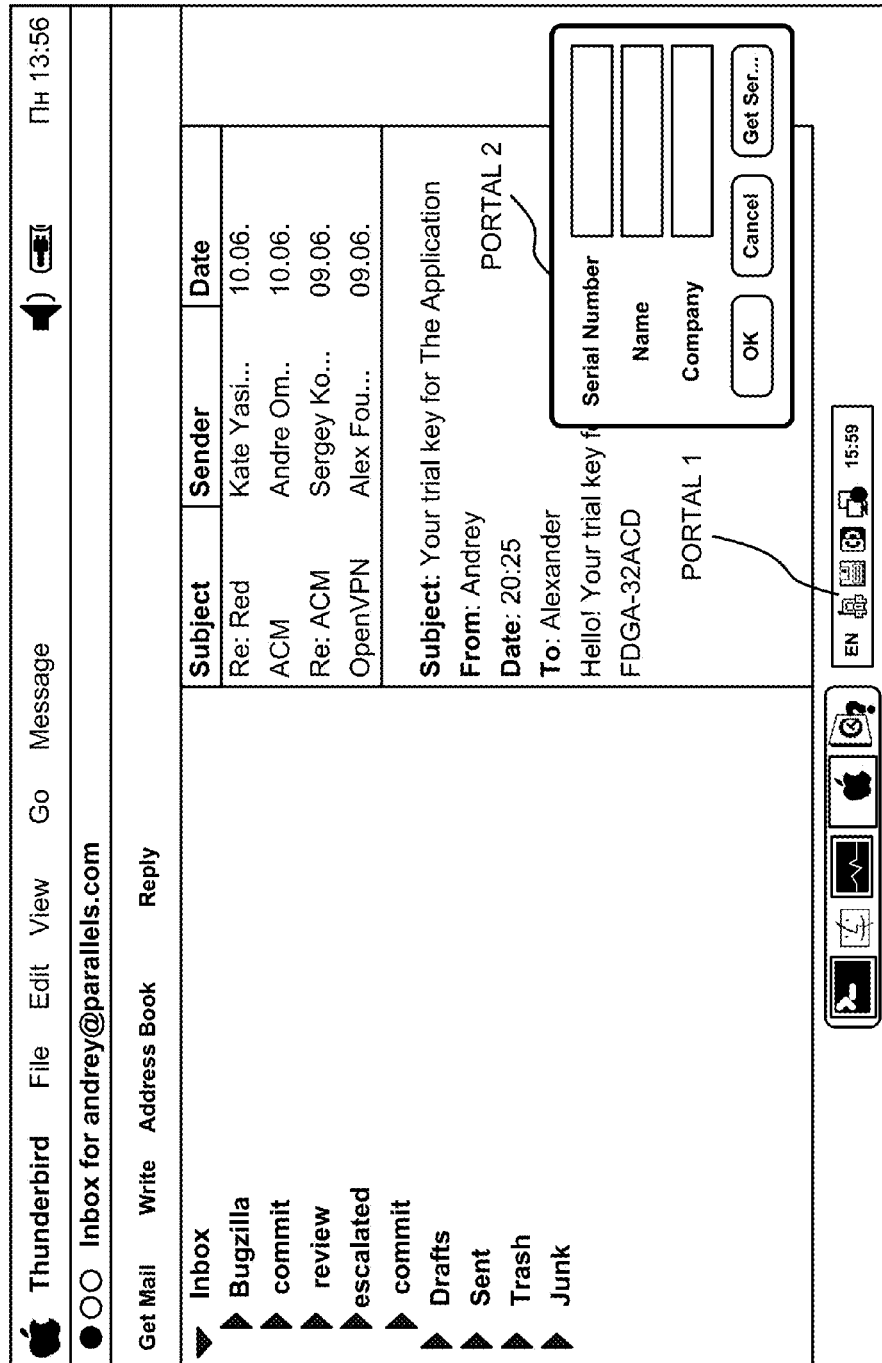 Thunderbird File Edit View Go Message Пн 13:56
Inbox for andrey@parallels.com
Get Mail Write Address Book Reply
Inbox
Bugzilla
commit
review
escalated
commit
Drafts
Sent
Trash
Junk
Subject Sender Date
Re: Red Kate Yasi... 10.06.
ACM Andre Om.. 10.06.
Re: ACM Sergey Ko... 09.06.
OpenVPN Alex Fou... 09.06.
Subject: Your trial key for The Application
From: Andrey
Date: 20:25
To: Alexander
Hello! Your trial key f
FDGA-32ACD
PORTAL 2
Serial Number
Name
Company
OK Cancel Get Ser...
PORTAL 1
EN 15:59